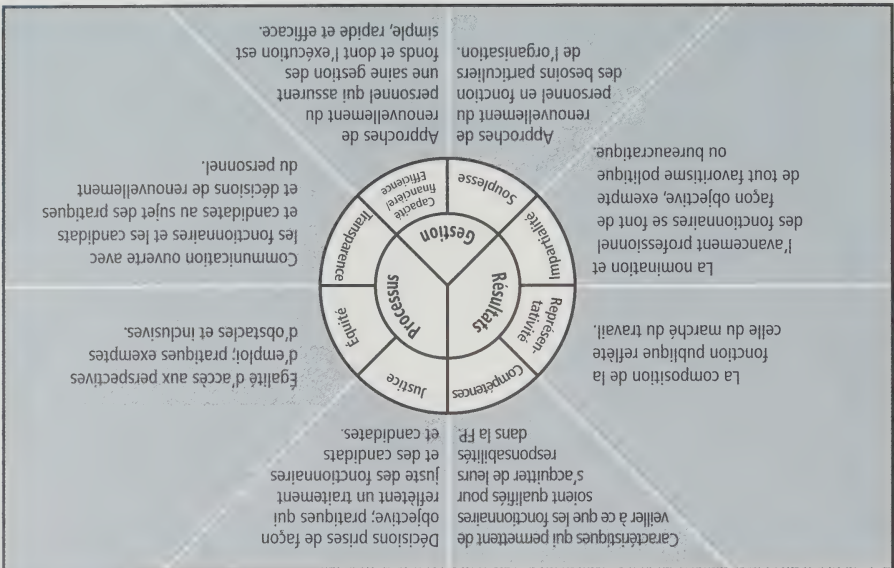 Caractéristiques qui permettent de
veiller à ce que les fonctionnaires
soient qualifiés pour
s'acquitter de leurs
responsabilités
dans la FP.
Décisions prises de façon
objective; pratiques qui
reflètent un traitement
juste des fonctionnaires
et des candidats
et candidates.
La composition de la
fonction publique reflète
celle du marché du travail.
Égalité d'accès aux perspectives
d'emploi; pratiques exemptes
d'obstacles et inclusives.
Compétences
Justice
Représen-
tativité
Équité
Résultats
Processus
Impartialité
Transparence
Gestion
Souplesse
Capacité
financière/
Efficience
La nomination et
l'avancement professionnel
des fonctionnaires se font de
façon objective, exempte
de tout favoritisme politique
ou bureaucratique.
Communication ouverte avec
les fonctionnaires et les candidats
et candidates au sujet des pratiques
et décisions de renouvellement
du personnel.
Approches de
renouvellement du
personnel en fonction
des besoins particuliers
de l'organisation.
Approches de
renouvellement du
personnel qui assurent
une saine gestion des
fonds et dont l'exécution est
simple, rapide et efficace.